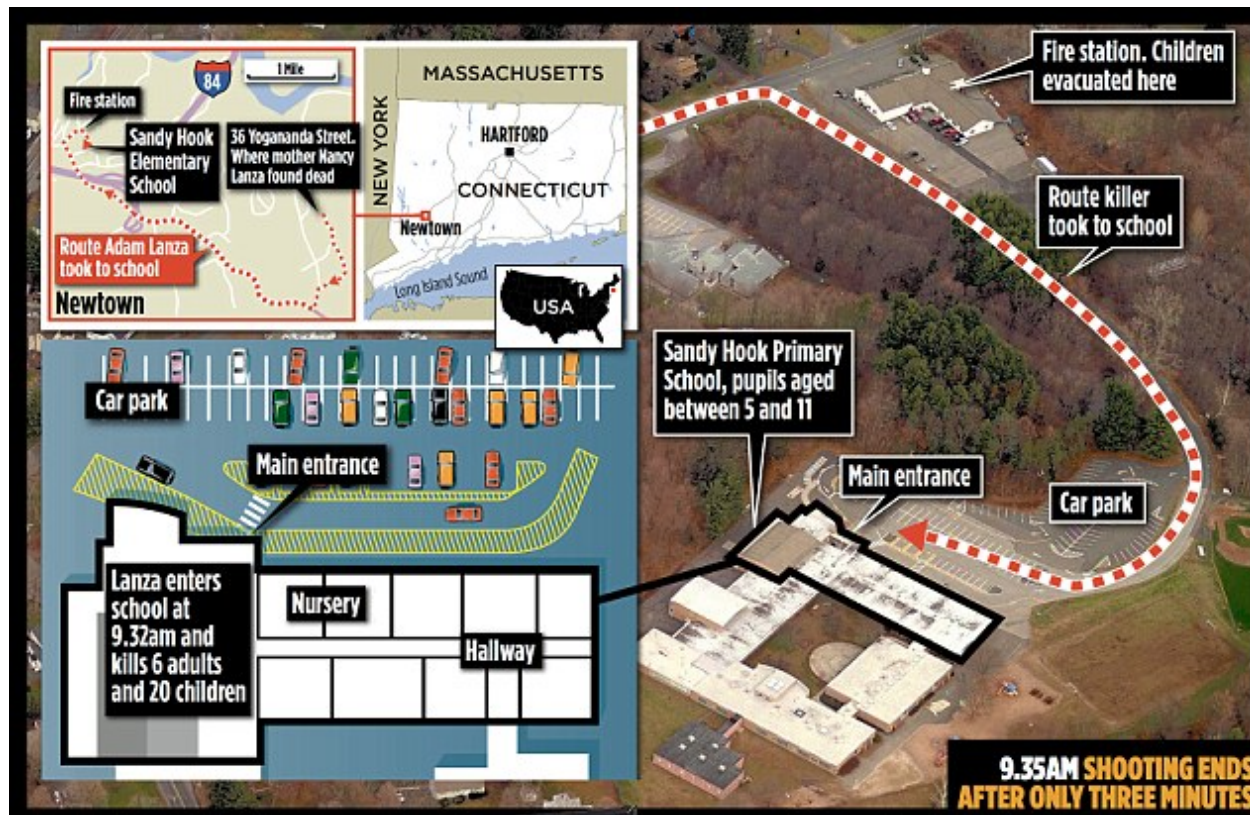 84
1 Mile
Fire station
Sandy Hook
Elementary
School
36 Yogananda Street.
Where mother Nancy
Lanza found dead
Route Adam Lanza
took to school
Newtown
MASSACHUSETTS
NEW YORK
HARTFORD
CONNECTICUT
Newtown
Long Island Sound
USA
Fire station. Children
evacuated here
Route killer
took to school
Sandy Hook Primary
School, pupils aged
between 5 and 11
Main entrance
Car park
Car park
Main entrance
Lanza enters
school at
9.32am and
kills 6 adults
and 20 children
Nursery
Hallway
9.35AM SHOOTING ENDS
AFTER ONLY THREE MINUTES